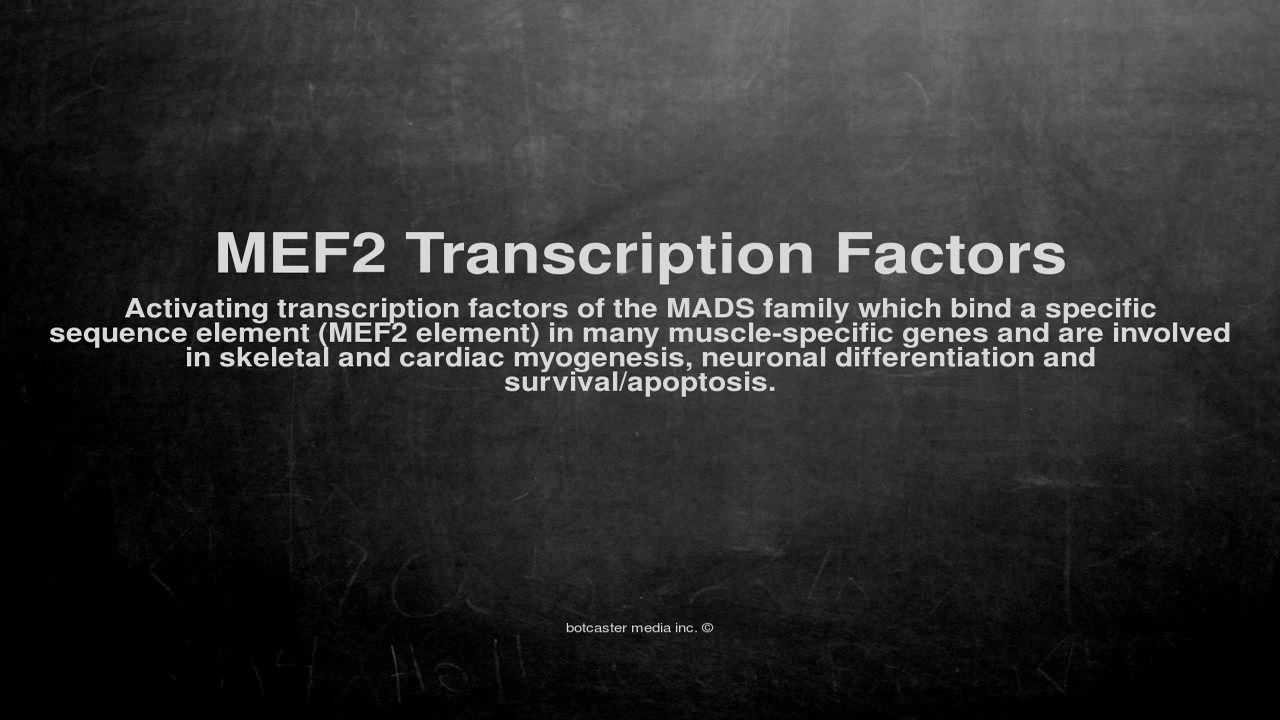 MEF2 Transcription Factors
Activating transcription factors of the MADS family which bind a specific
sequence element (MEF2 element) in many muscle-specific genes and are involved
in skeletal and cardiac myogenesis, neuronal differentiation and
survival/apoptosis.
botcaster media inc. ©